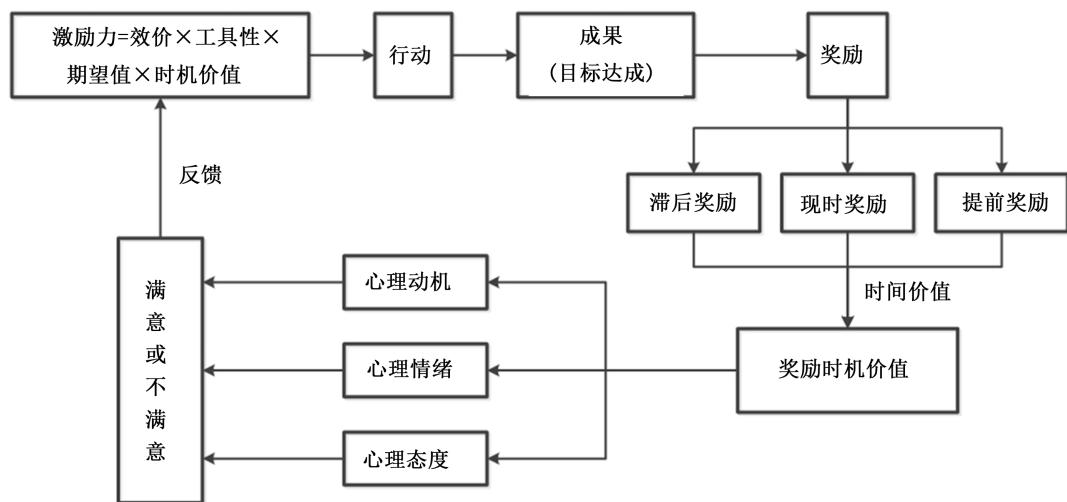 激励力=效价×工具性×
期望值×时机价值
行动
成果
(目标达成)
奖励
滞后奖励
现时奖励
提前奖励
时间价值
奖励时机价值
心理动机
心理情绪
心理态度
满
意
或
不
满
意
反馈